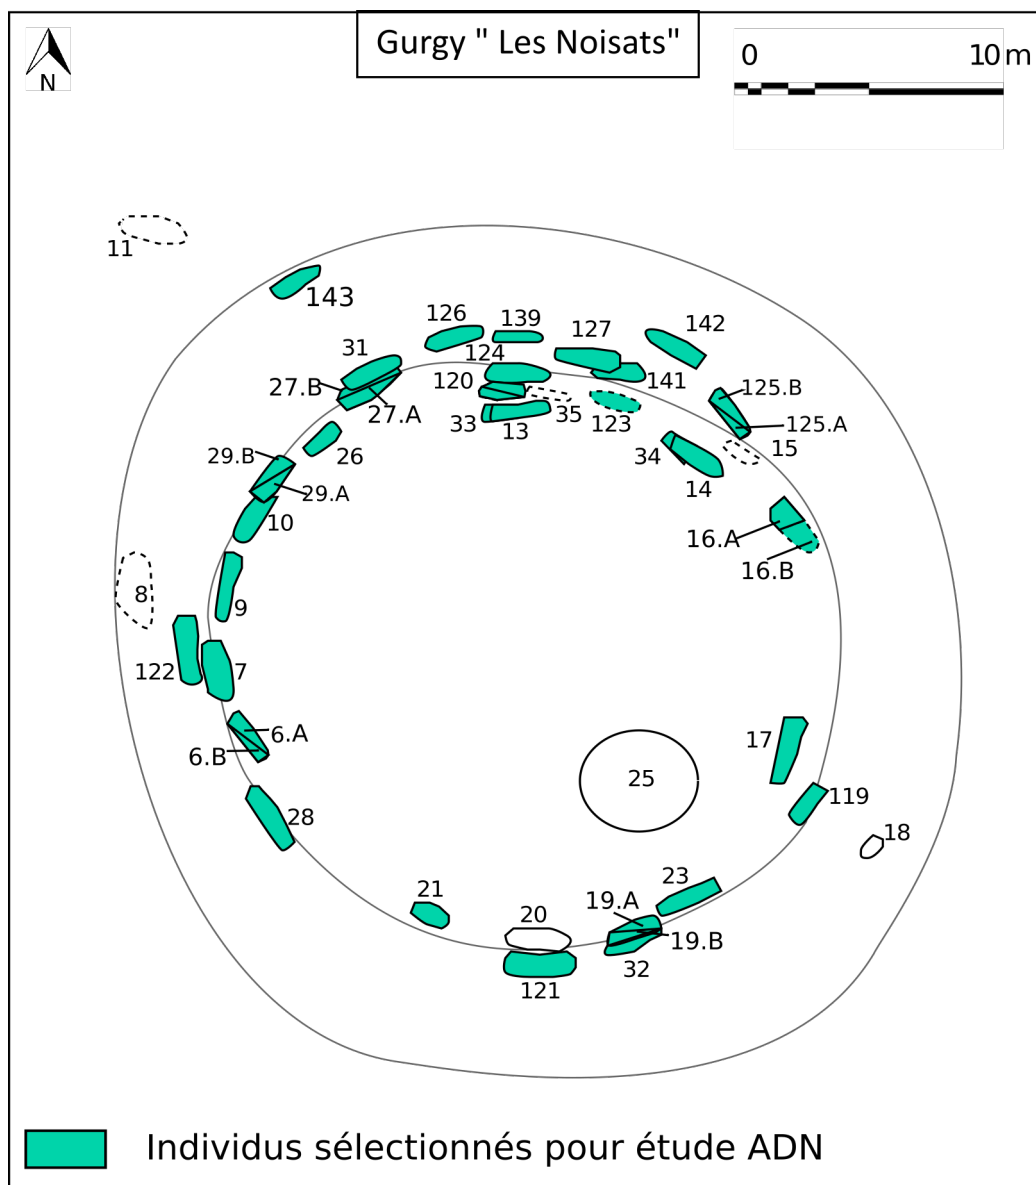 Gurgy " Les Noisats"
N
0 10 m
11
143
126 139 127 142
31 124
27.B 120 141 125.B
27.A 33 13 35 123 125.A
29.B 26 34 15
29.A 14
10 16.A
16.B
8
9
122 7
17
6.A
6.B
25
28 119
18
21 23
20 19.A
19.B
32
121
Individus sélectionnés pour étude ADN